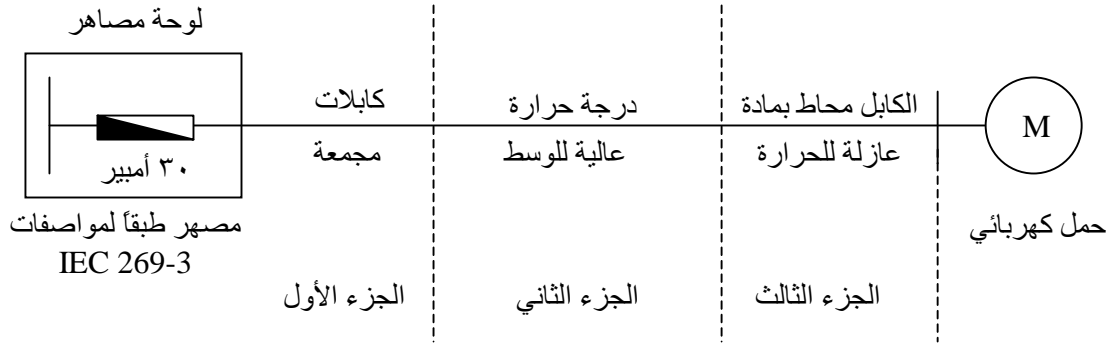 لوحة مصاهر
كابلات
درجة حرارة
الكابل محاط بمادة
M
٣٠ أمبير
مجمعة
عالية للوسط
عازلة للحرارة
مصهر طبقاً لمواصفات
IEC 269-3
حمل كهربائي
الجزء الأول
الجزء الثاني
الجزء الثالث